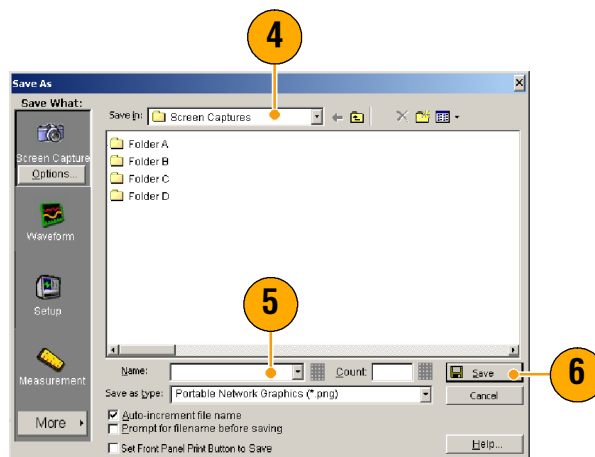 4
Save As
Save What:
Save in: Screen Captures
Screen Capture
Options...
Folder A
Folder B
Folder C
Folder D
Waveform
Setup
5
Measurement
Name:
Count:
Save
6
Save as type: Portable Network Graphics (*.png)
Cancel
More
Auto-increment file name
Prompt for filename before saving
Set Front Panel Print Button to Save
Help...